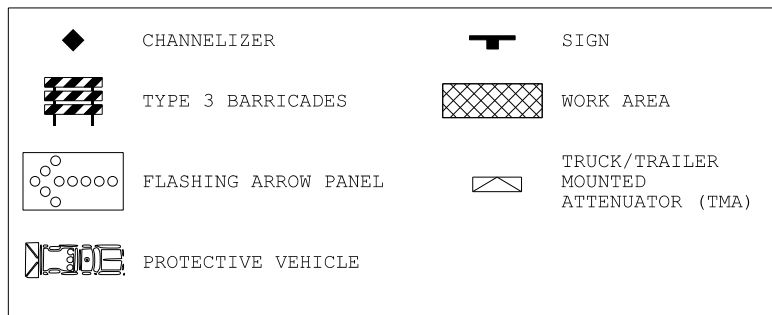 CHANNELIZER
SIGN
TYPE 3 BARRICADES
WORK AREA
FLASHING ARROW PANEL
TRUCK/TRAILER
MOUNTED
ATTENUATOR (TMA)
PROTECTIVE VEHICLE